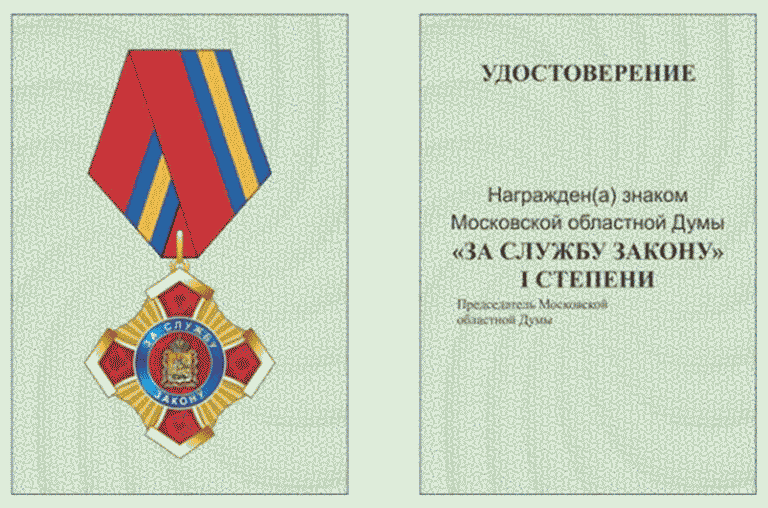 ЗА СЛУЖБУ
ЗАКОНУ
УДОСТОВЕРЕНИЕ
Награжден(а) знаком
Московской областной Думы
«ЗА СЛУЖБУ ЗАКОНУ»
I СТЕПЕНИ
Председатель Московской
областной Думы